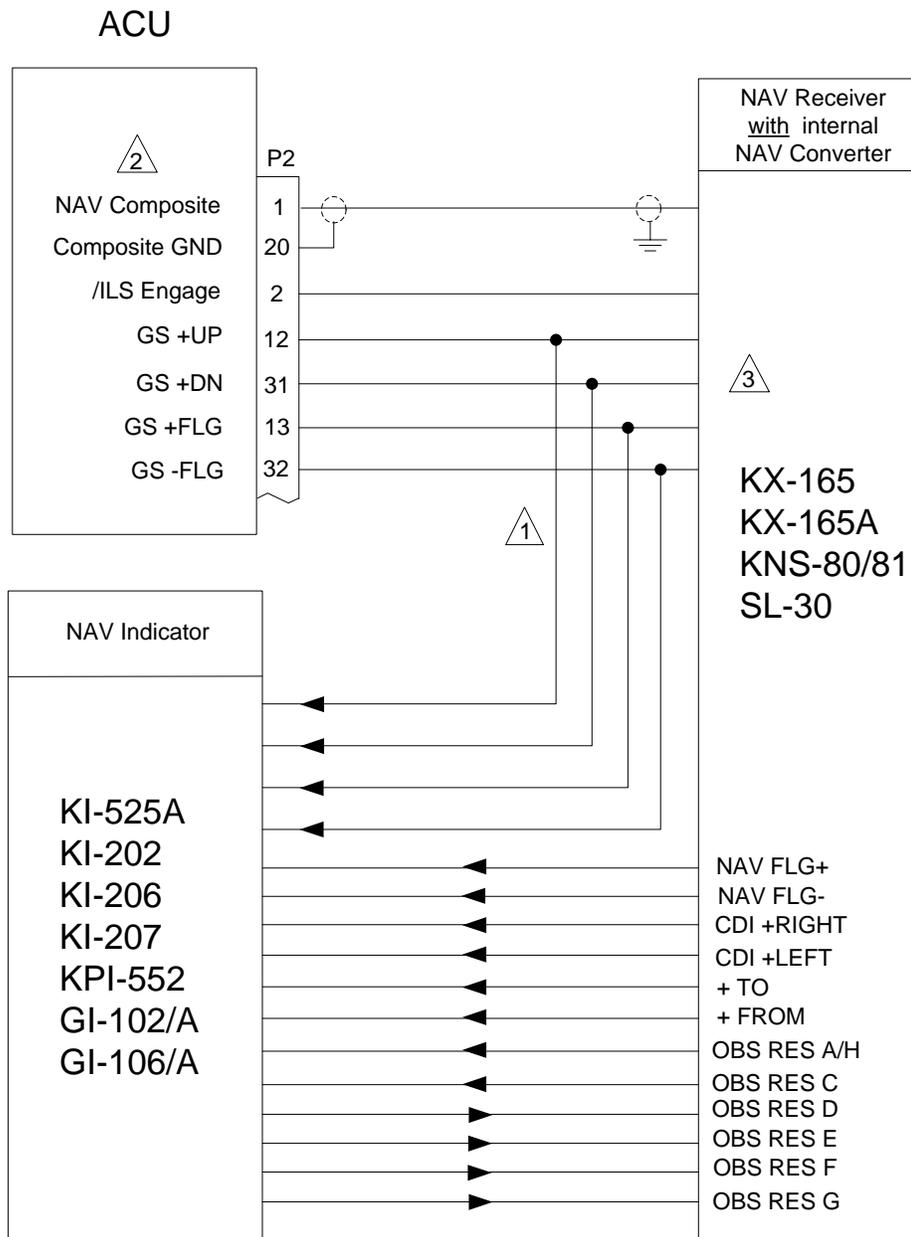 ACU
NAV Receiver
with internal
NAV Converter
2
P2
NAV Composite 1
Composite GND 20
/ILS Engage 2
GS +UP 12
GS +DN 31
3
GS +FLG 13
GS -FLG 32
1
KX-165
KX-165A
KNS-80/81
SL-30
NAV Indicator
KI-525A
KI-202
KI-206
KI-207
KPI-552
GI-102/A
GI-106/A
NAV FLG+
NAV FLG-
CDI +RIGHT
CDI +LEFT
+ TO
+ FROM
OBS RES A/H
OBS RES C
OBS RES D
OBS RES E
OBS RES F
OBS RES G